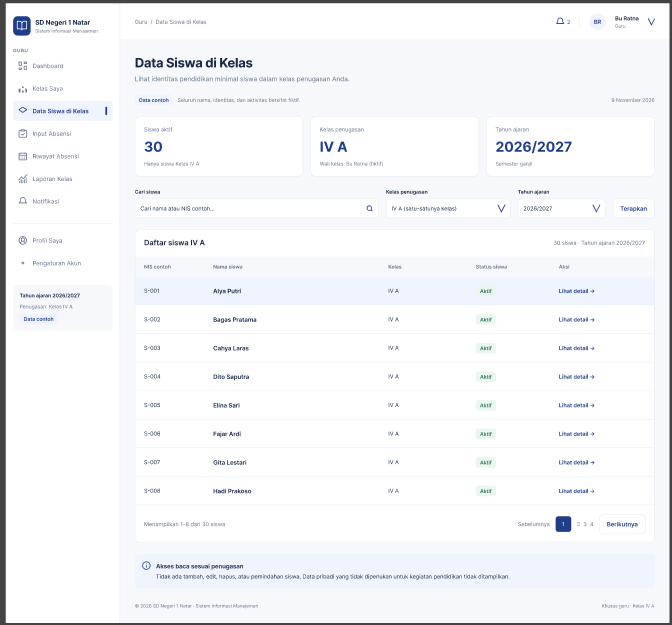 SD Negeri 1 Natar
Sistem Informasi Manajemen
GURU
Dashboard
Kelas Saya
Data Siswa di Kelas
Input Absensi
Riwayat Absensi
Laporan Kelas
Notifikasi
Profil Saya
Pengaturan Akun
Tahun ajaran 2026/2027
Penugasan: Kelas IV A
Data contoh
Guru / Data Siswa di Kelas
2
BR
Bu Ratna
Guru
Data Siswa di Kelas
Lihat identitas pendidikan minimal siswa dalam kelas penugasan Anda.
Data contoh Seluruh nama, identitas, dan aktivitas bersifat fiktif.
9 November 2026
Siswa aktif
30
Hanya siswa Kelas IV A
Kelas penugasan
IV A
Wali kelas: Bu Ratna (fiktif)
Tahun ajaran
2026/2027
Semester ganjil
Cari siswa
Cari nama atau NIS contoh...
Kelas penugasan
IV A (satu-satunya kelas)
Tahun ajaran
2026/2027
Terapkan
Daftar siswa IV A
30 siswa · Tahun ajaran 2026/2027
NIS contoh Nama siswa Kelas Status siswa Aksi
S-001 Alya Putri IV A Aktif Lihat detail →
S-002 Bagas Pratama IV A Aktif Lihat detail →
S-003 Cahya Laras IV A Aktif Lihat detail →
S-004 Dito Saputra IV A Aktif Lihat detail →
S-005 Elina Sari IV A Aktif Lihat detail →
S-006 Fajar Ardi IV A Aktif Lihat detail →
S-007 Gita Lestari IV A Aktif Lihat detail →
S-008 Hadi Prakoso IV A Aktif Lihat detail →
Menampilkan 1–8 dari 30 siswa
Sebelumnya 1 2 3 4 Berikutnya
Akses baca sesuai penugasan
Tidak ada tambah, edit, hapus, atau pemindahan siswa. Data pribadi yang tidak diperlukan untuk kegiatan pendidikan tidak ditampilkan.
© 2026 SD Negeri 1 Natar · Sistem Informasi Manajemen
Khusus guru · Kelas IV A